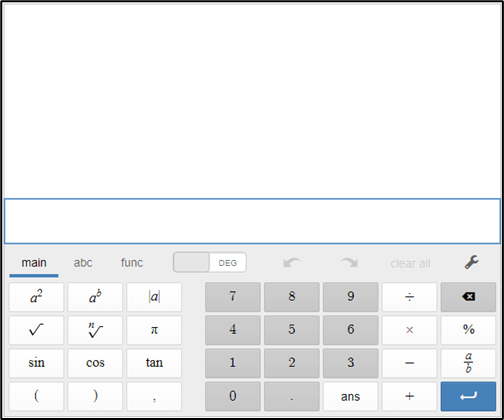 main abc func DEG clear all
a² aᵇ |a| 7 8 9 ÷
√ ⁿ√ π 4 5 6 × %
sin cos tan 1 2 3 − a/b
( ) , 0 . ans +